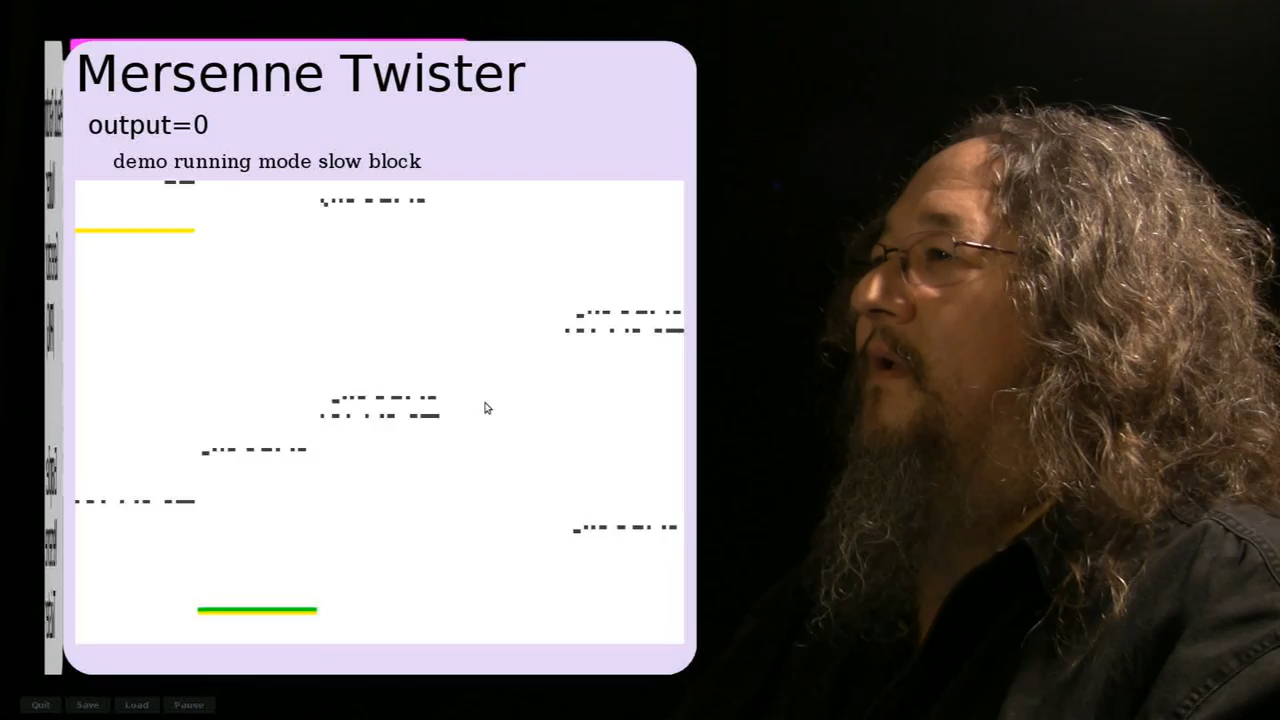 Mersenne Twister
output=0
demo running mode slow block
Quit Save Load Pause